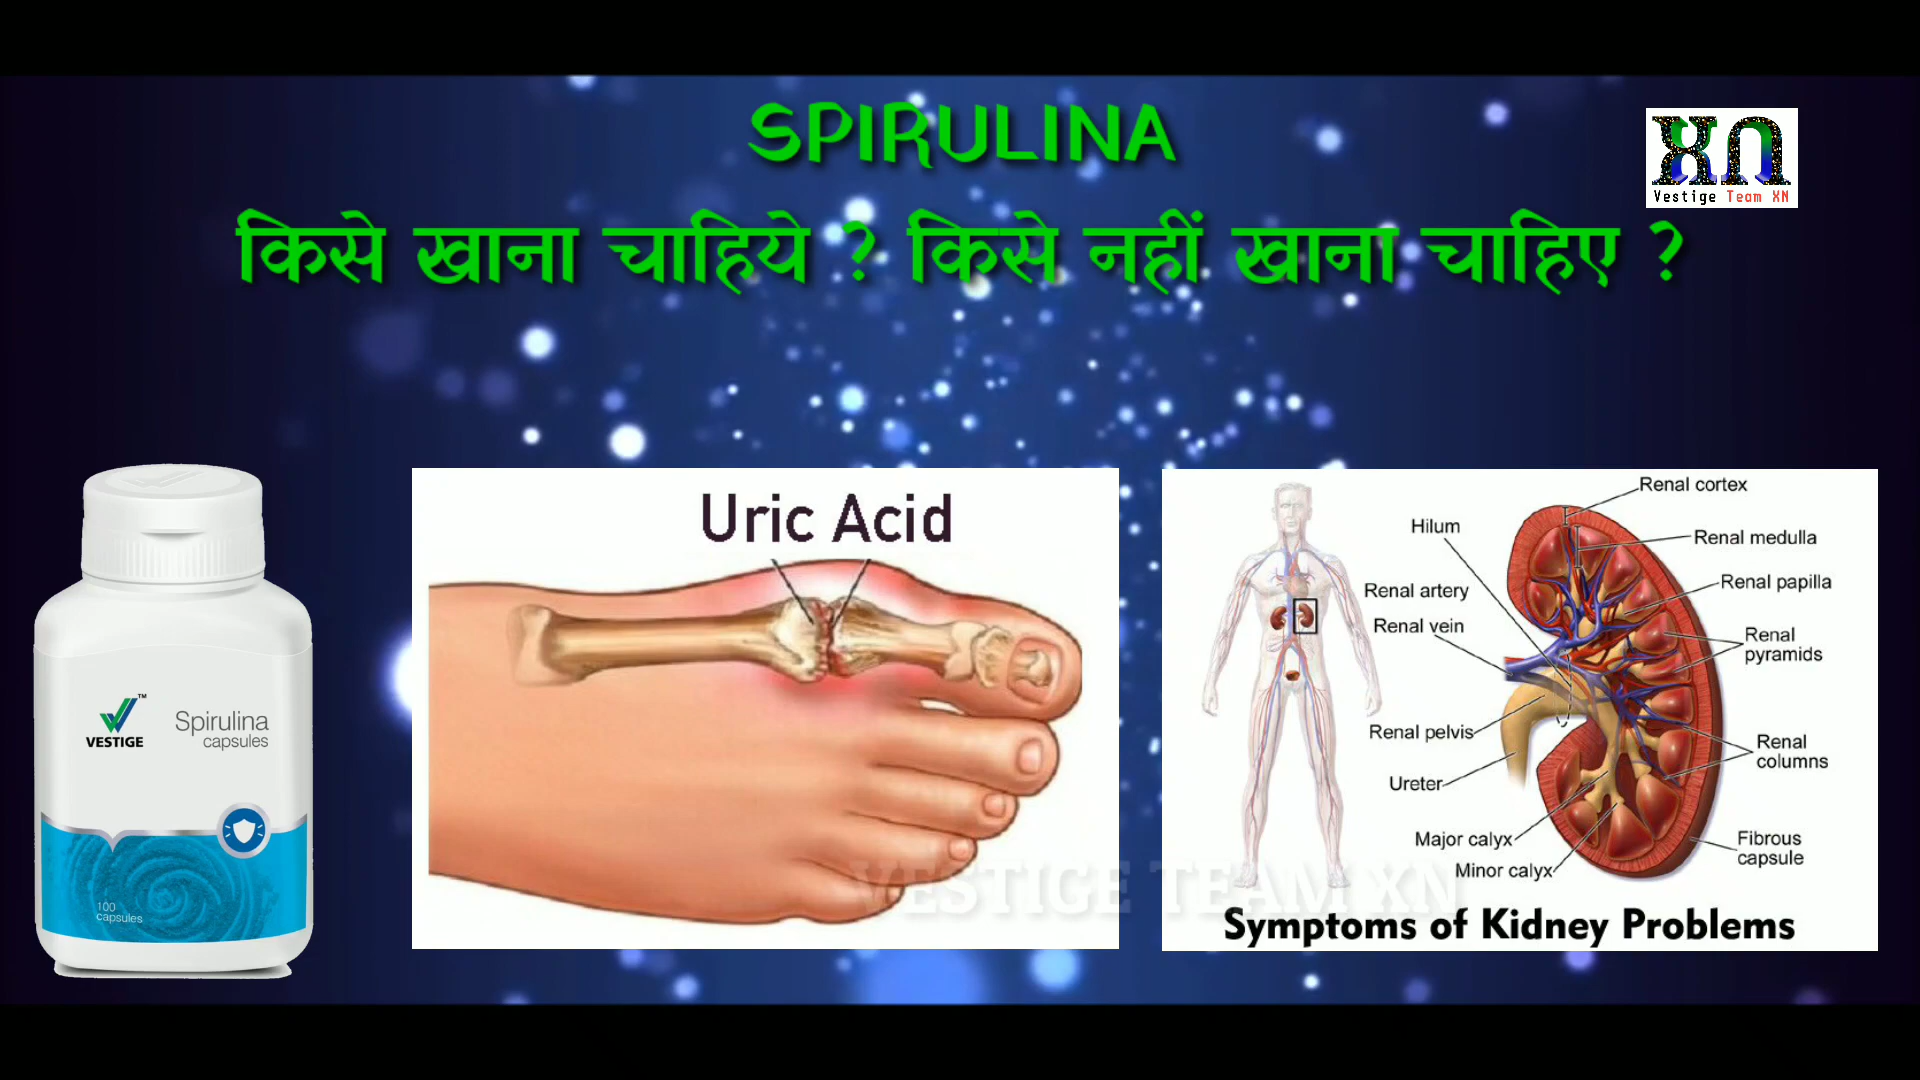 SPIRULINA
Vestige Team XN
किसे खाना चाहिये ? किसे नहीं खाना चाहिए ?
Uric Acid
Renal cortex
Hilum
Renal medulla
Renal papilla
Renal artery
Renal vein
Renal
pyramids
Renal pelvis
Renal
columns
Ureter
Major calyx
Fibrous
capsule
Minor calyx
Symptoms of Kidney Problems
VESTIGE TEAM XN
TM
VESTIGE
Spirulina
capsules
100
capsules